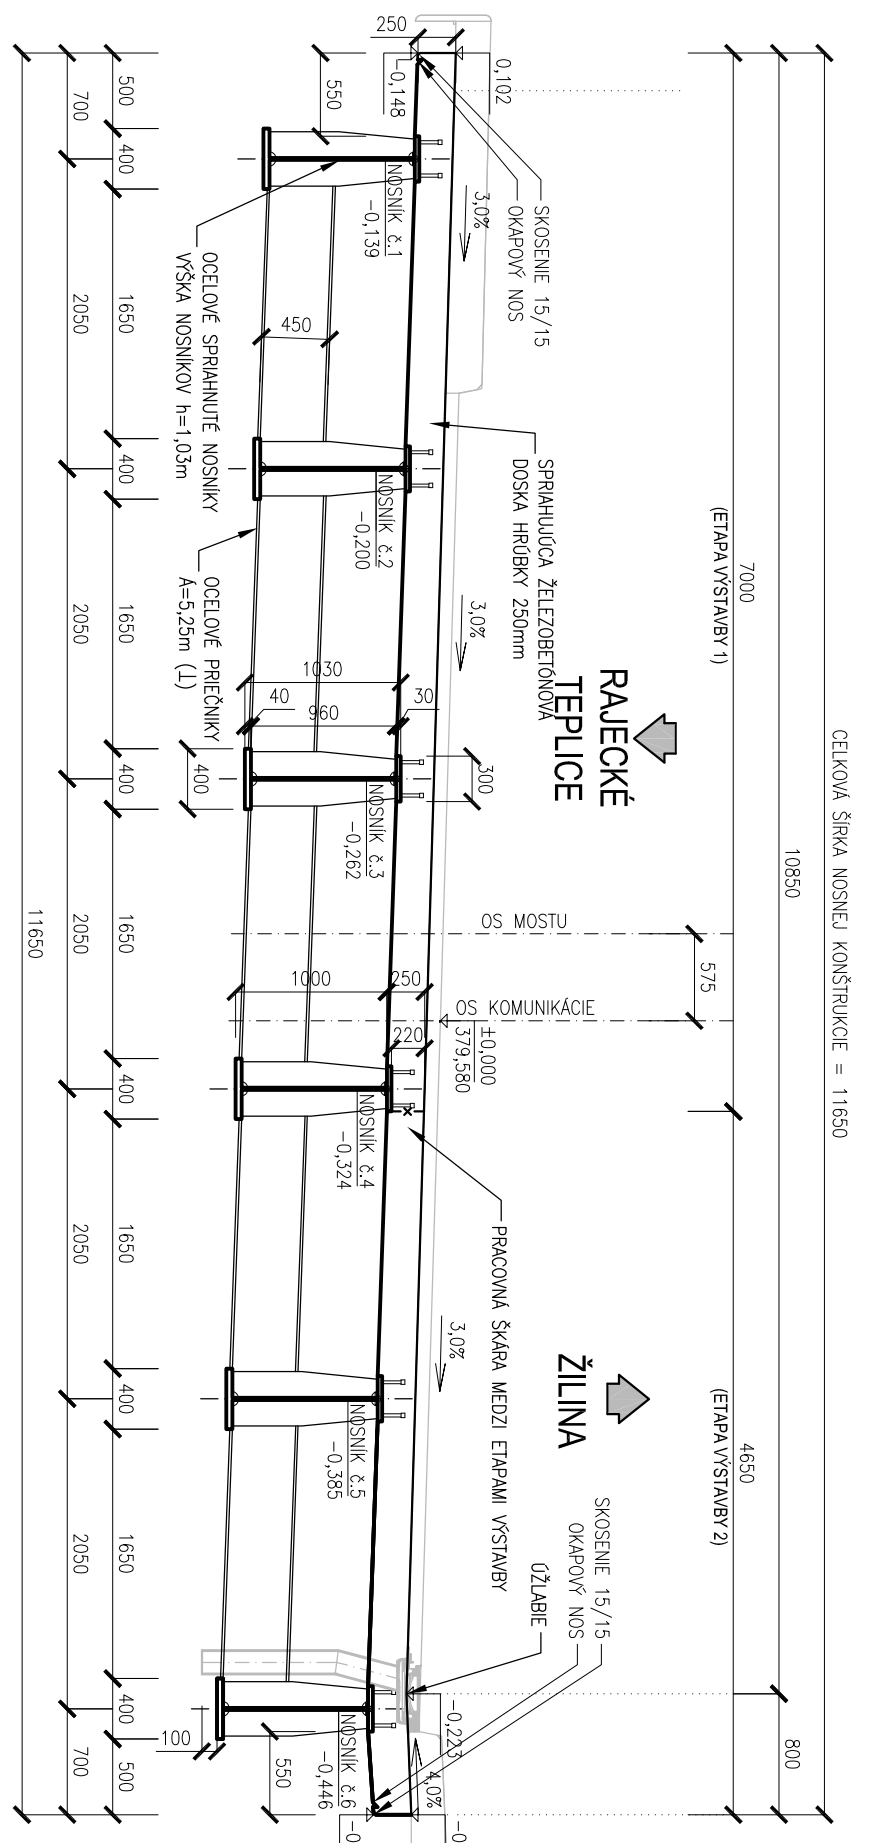 CELKOVÁ ŠÍRKA NOSNEJ KONŠTRUKCIE = 11650
10850
800
7000
4650
(ETAPA VÝSTAVBY 1)
(ETAPA VÝSTAVBY 2)
575
RAJECKÉ
TEPLICE
ŽILINA
OS MOSTU
OS KOMUNIKÁCIE
±0,000
379,580
SKOSENIE 15/15
OKAPOVÝ NOS
SPRIAHUJÚCA ŽELEZOBETÓNOVÁ
DOSKA HRÚBKY 250mm
PRACOVNÁ ŠKÁRA MEDZI ETAPAMI VÝSTAVBY
SKOSENIE 15/15
OKAPOVÝ NOS
ÚŽLABIE
0,102
-0,148
250
3,0%
3,0%
3,0%
4,0%
-0,223
300
30
250
220
NOSNÍK č.1
-0,139
NOSNÍK č.2
-0,200
NOSNÍK č.3
-0,262
NOSNÍK č.4
-0,324
NOSNÍK č.5
-0,385
NOSNÍK č.6
-0,446
550
450
1030
960
40
400
1000
100
550
OCELOVÉ SPRIAHNUTÉ NOSNÍKY
VÝŠKA NOSNÍKOV h=1,03m
OCELOVÉ PRIEČNIKY
Á=5,25m (⊥)
500
400
1650
400
1650
400
1650
400
1650
400
1650
400
500
700
2050
2050
2050
2050
2050
700
11650